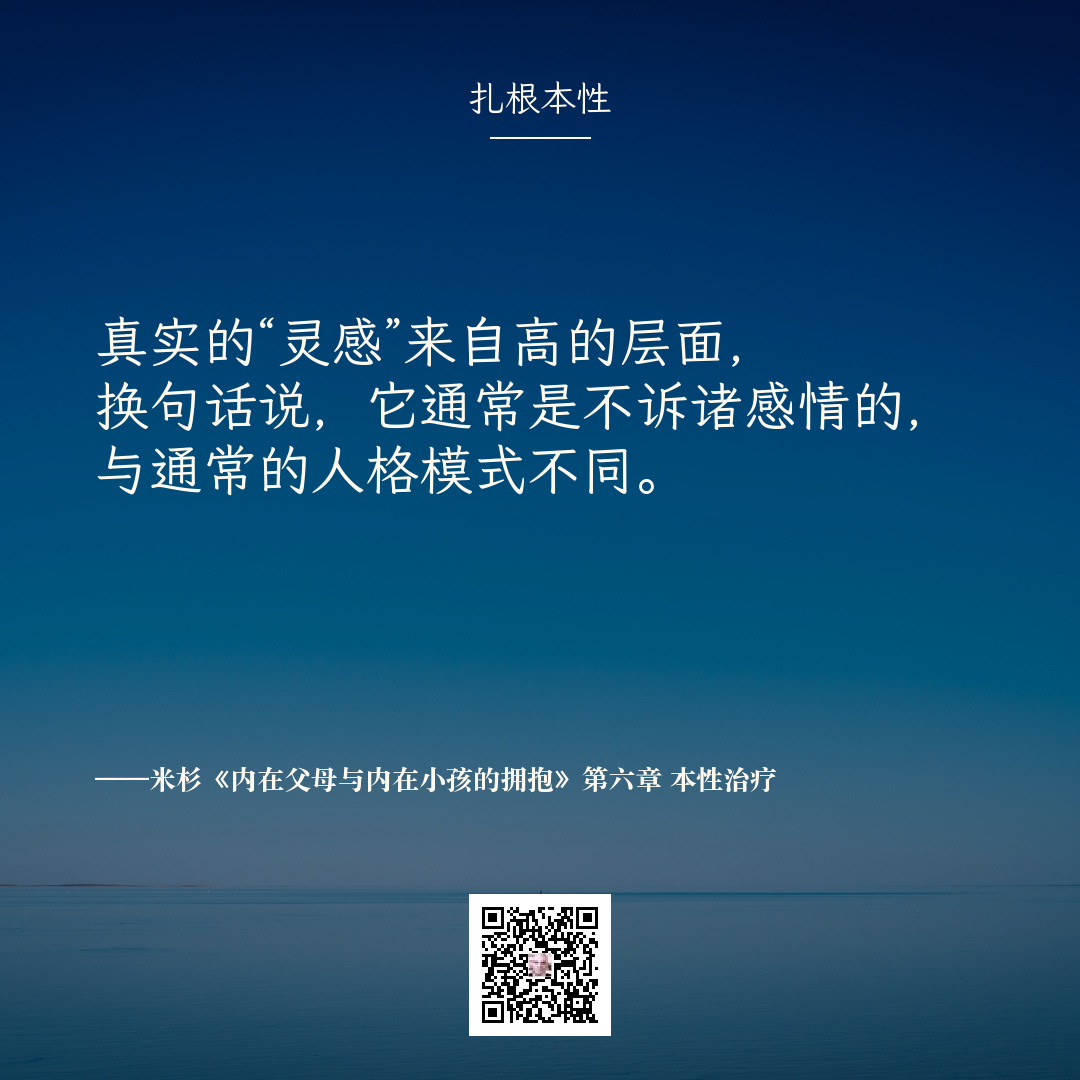 扎根本性
真实的“灵感”来自高的层面，
换句话说，它通常是不诉诸感情的，
与通常的人格模式不同。
——米杉《内在父母与内在小孩的拥抱》第六章 本性治疗